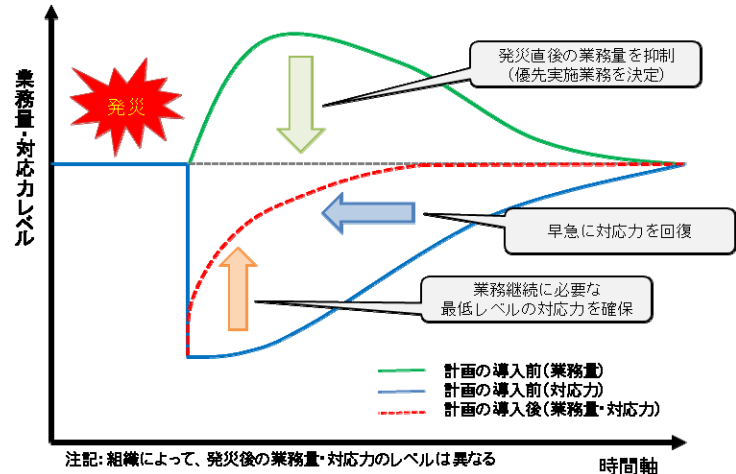 業務量・対応力レベル
発災
発災直後の業務量を抑制
(優先実施業務を決定)
早急に対応力を回復
業務継続に必要な
最低レベルの対応力を確保
計画の導入前(業務量)
計画の導入前(対応力)
計画の導入後(業務量・対応力)
注記：組織によって、発災後の業務量・対応力のレベルは異なる
時間軸